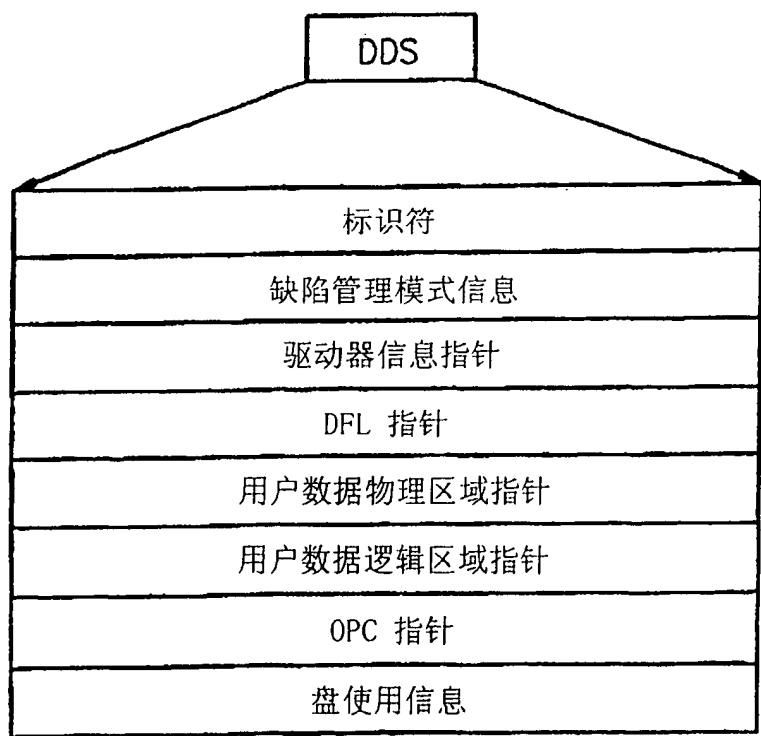 DDS
标识符
缺陷管理模式信息
驱动器信息指针
DFL 指针
用户数据物理区域指针
用户数据逻辑区域指针
OPC 指针
盘使用信息